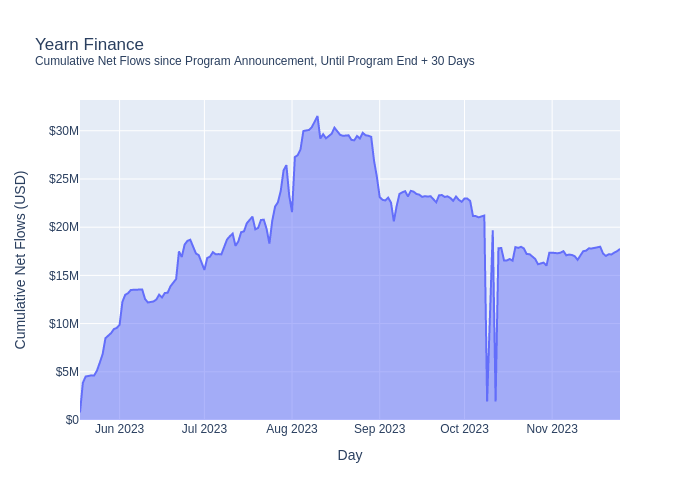 Yearn Finance
Cumulative Net Flows since Program Announcement, Until Program End + 30 Days
Cumulative Net Flows (USD)
$30M
$25M
$20M
$15M
$10M
$5M
$0
Jun 2023
Jul 2023
Aug 2023
Sep 2023
Oct 2023
Nov 2023
Day